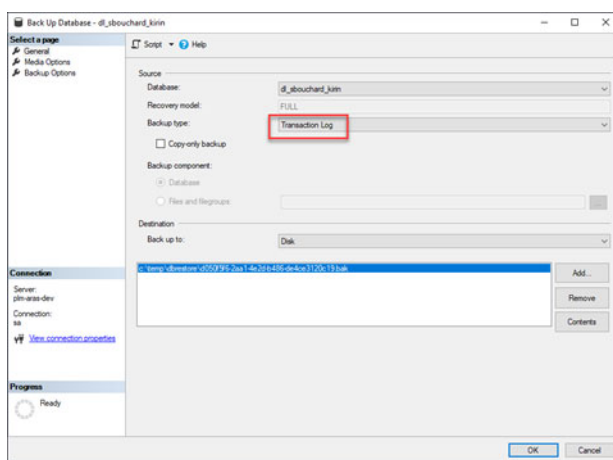 Back Up Database - dl_sbouchard_kirin
Select a page
General
Media Options
Backup Options
Script
Help
Source
Database:
dl_sbouchard_kirin
Recovery model:
FULL
Backup type:
Transaction Log
Copy-only backup
Backup component:
Database
Files and filegroups:
...
Destination
Back up to:
Disk
Add...
Remove
Contents
Connection
Server:
plm-aras-dev
Connection:
sa
View connection properties
Progress
Ready
OK
Cancel